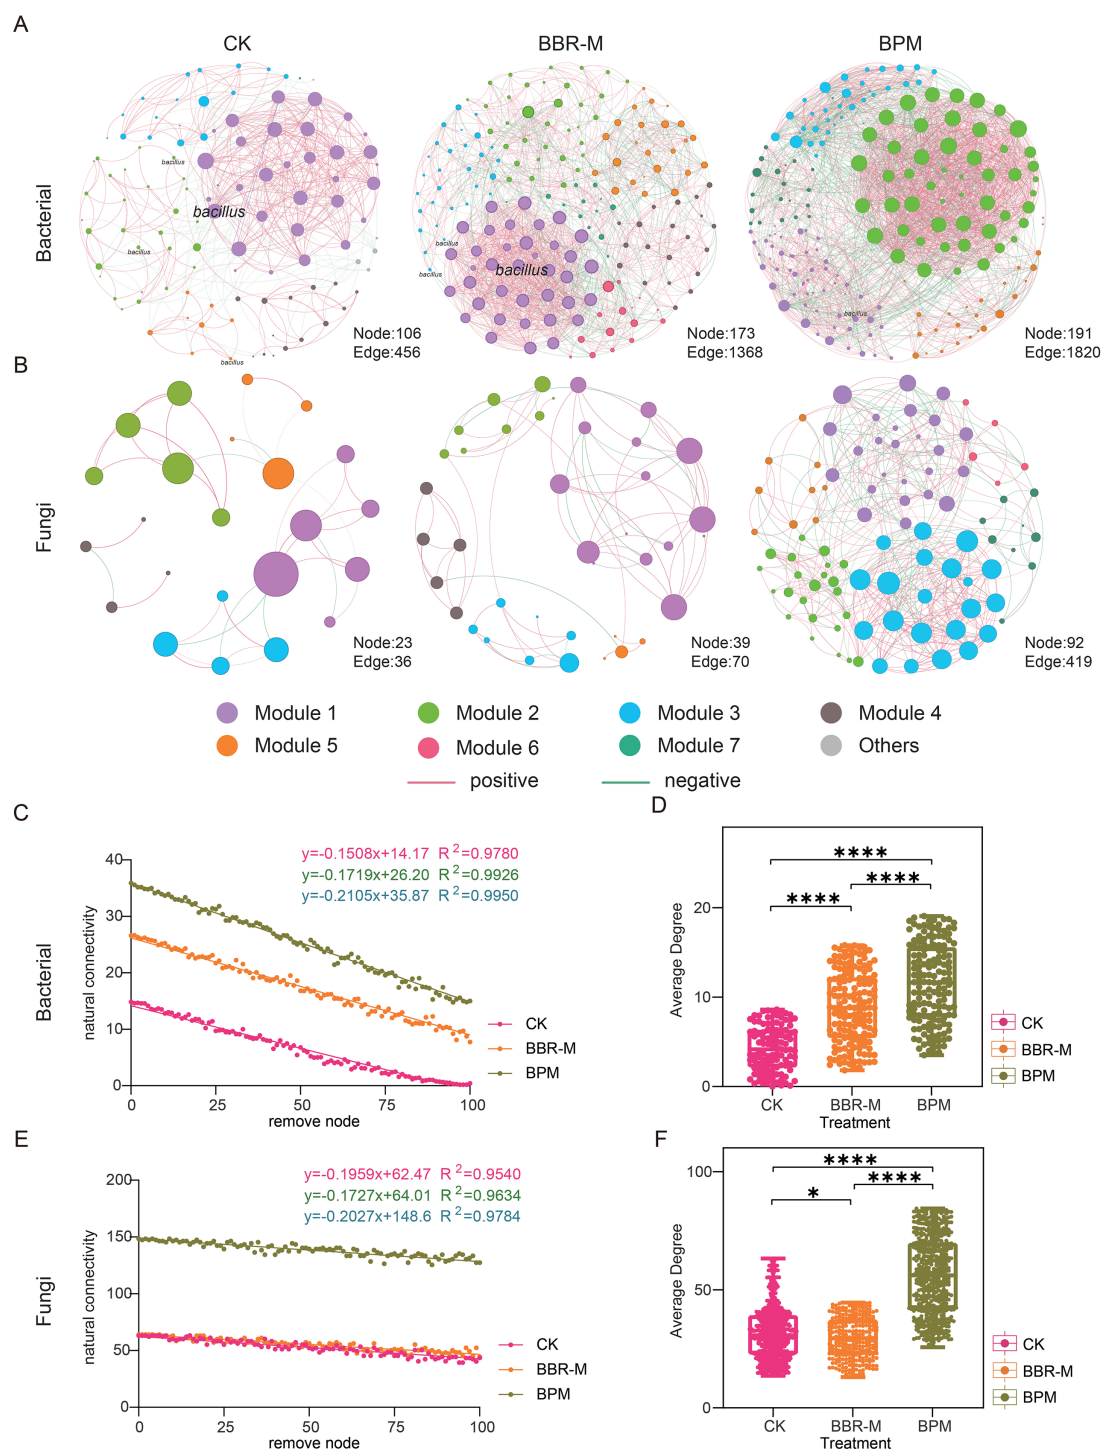 A
CK
BBR-M
BPM
Bacterial
bacillus
bacillus
bacillus
bacillus
Node:106
Edge:456
bacillus
bacillus
bacillus
Node:173
Edge:1368
bacillus
Node:191
Edge:1820
B
Fungi
Node:23
Edge:36
Node:39
Edge:70
Node:92
Edge:419
Module 1
Module 2
Module 3
Module 4
Module 5
Module 6
Module 7
Others
positive
negative
C
Bacterial
natural connectivity
40
30
20
10
0
y=-0.1508x+14.17 R²=0.9780
y=-0.1719x+26.20 R²=0.9926
y=-0.2105x+35.87 R²=0.9950
CK
BBR-M
BPM
0 25 50 75 100
remove node
D
Average Degree
20
10
0
****
****
****
CK BBR-M BPM
Treatment
CK
BBR-M
BPM
E
Fungi
natural connectivity
200
150
100
50
0
y=-0.1959x+62.47 R²=0.9540
y=-0.1727x+64.01 R²=0.9634
y=-0.2027x+148.6 R²=0.9784
CK
BBR-M
BPM
0 25 50 75 100
remove node
F
Average Degree
100
50
0
****
****
*
CK BBR-M BPM
Treatment
CK
BBR-M
BPM